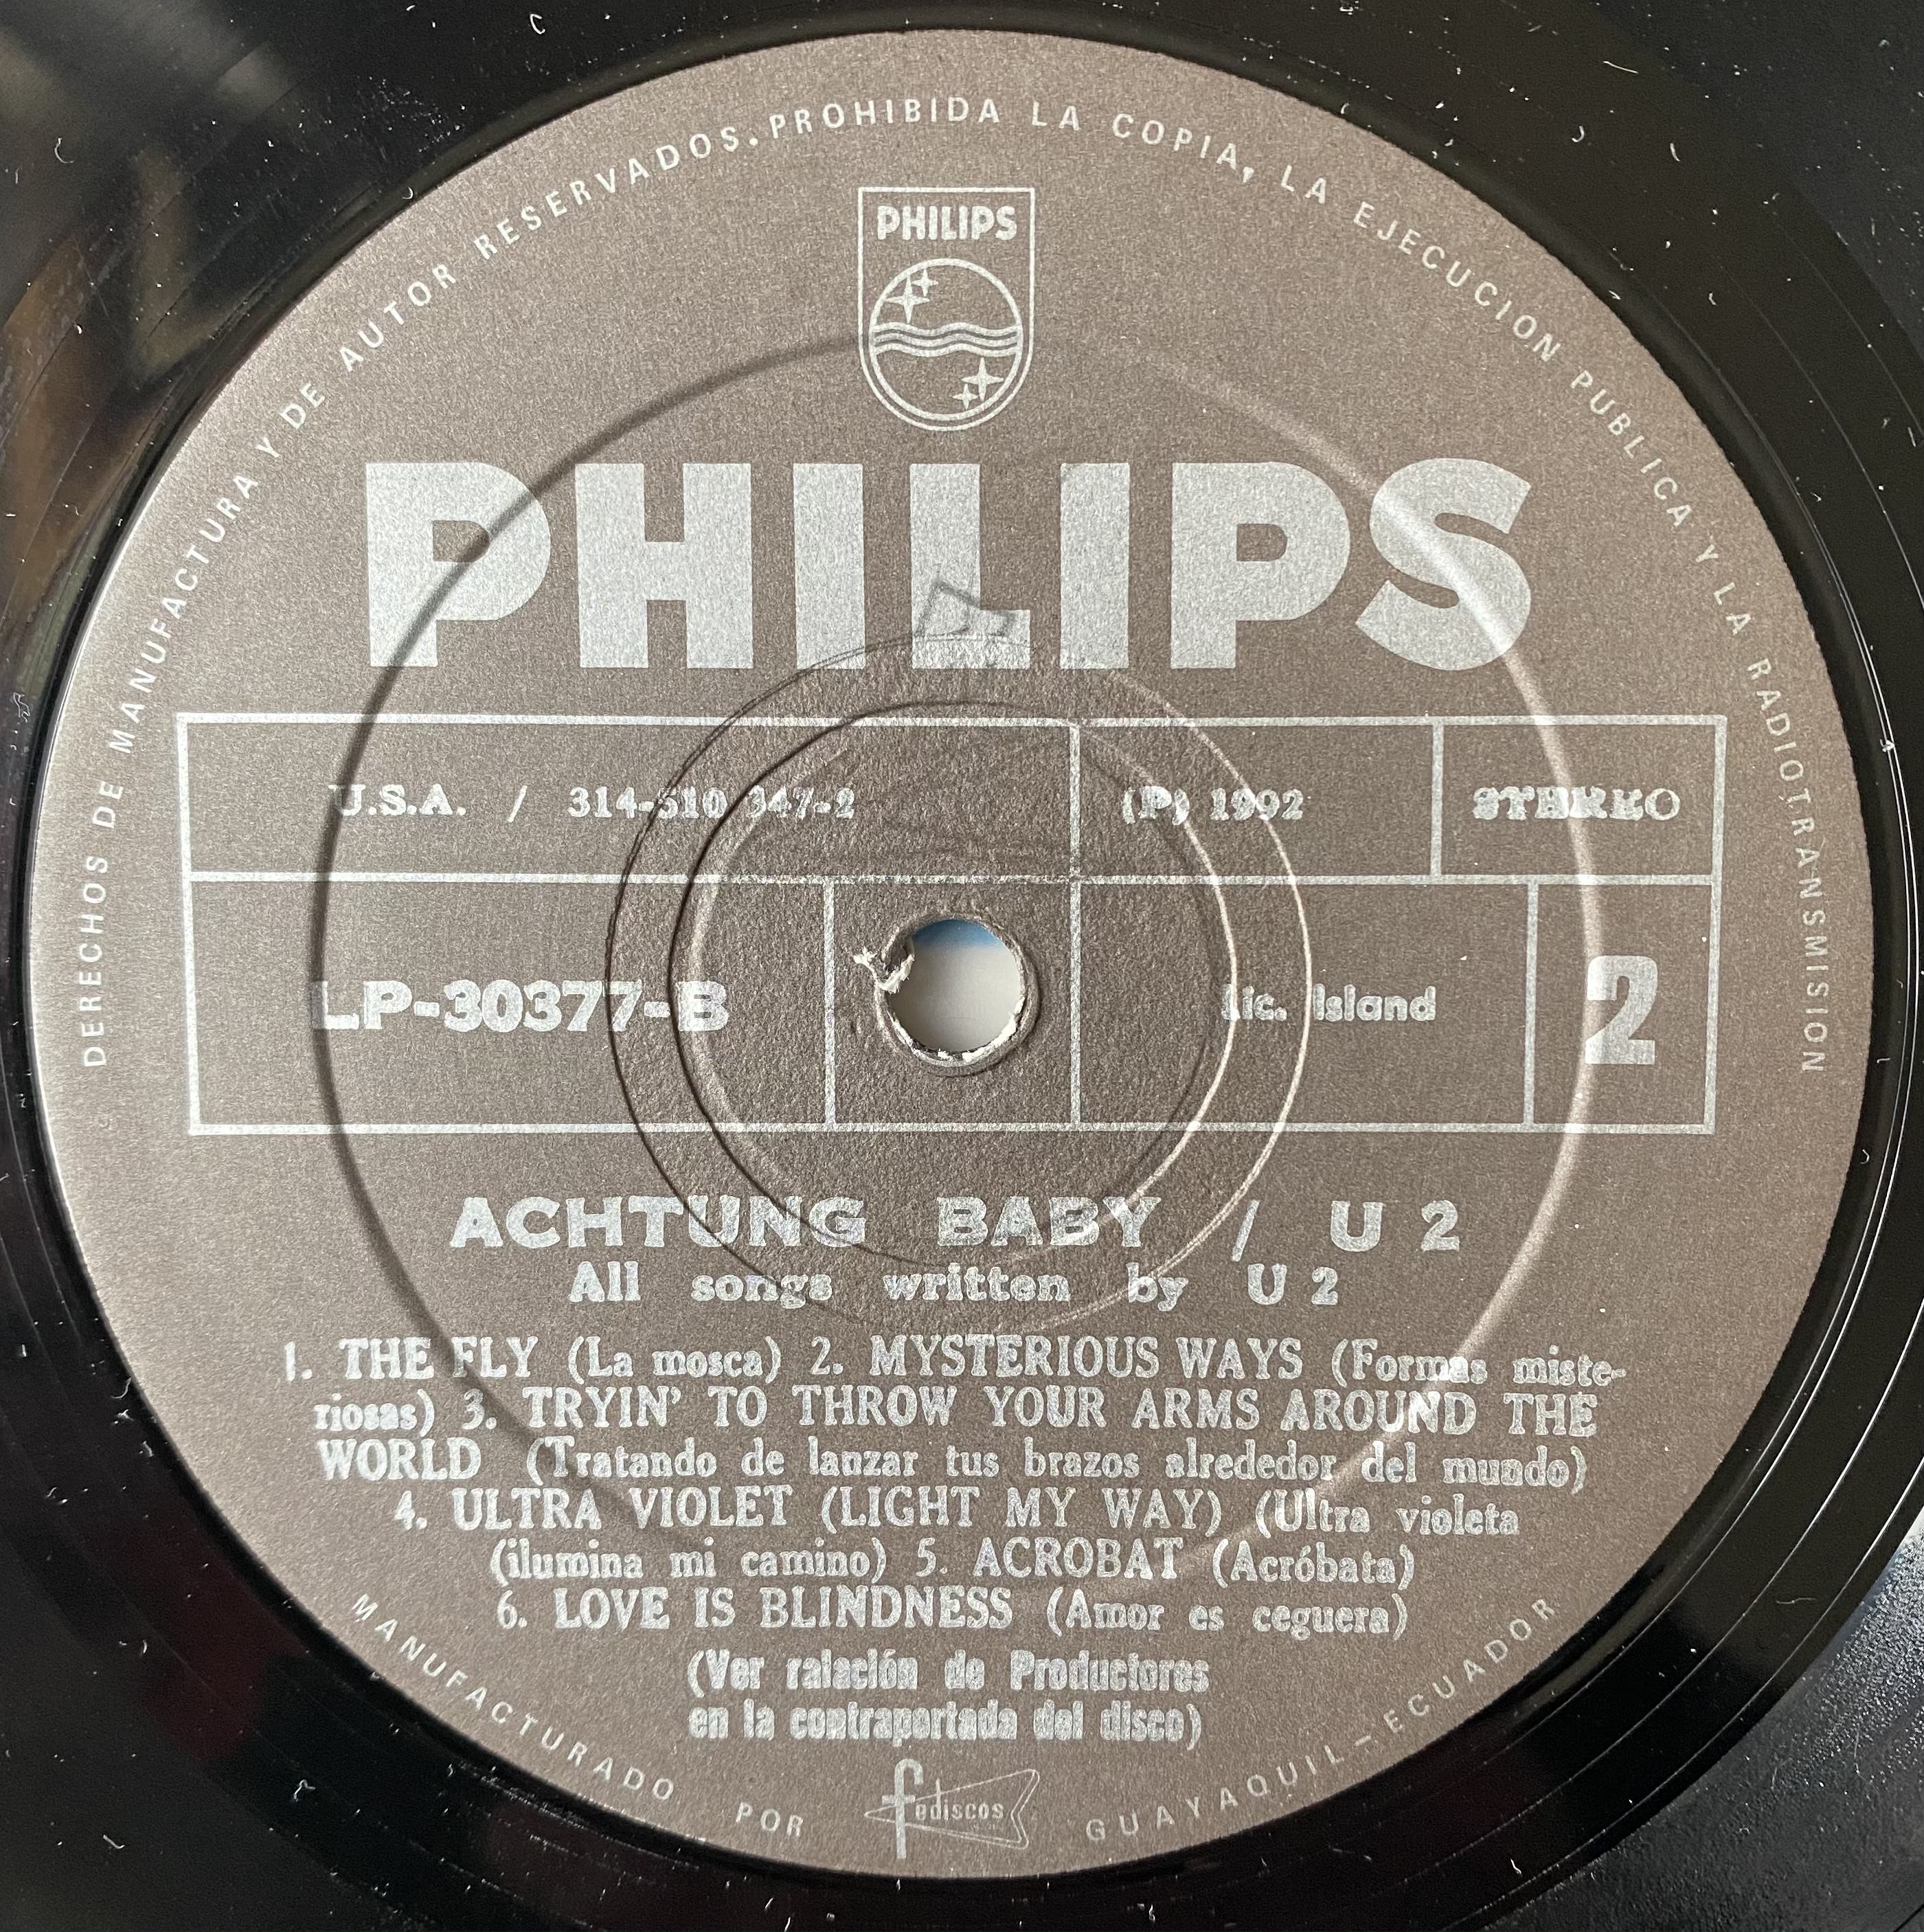 DERECHOS DE MANUFACTURA Y DE AUTOR RESERVADOS. PROHIBIDA LA COPIA, LA EJECUCION PUBLICA Y LA RADIOTRANSMISION
PHILIPS
PHILIPS
U.S.A. / 314-510 347-2 (P) 1992 STEREO
LP-30377-B Lic. Island 2
ACHTUNG BABY / U 2
All songs written by U 2
1. THE FLY (La mosca) 2. MYSTERIOUS WAYS (Formas miste-
riosas) 3. TRYIN' TO THROW YOUR ARMS AROUND THE
WORLD (Tratando de lanzar tus brazos alrededor del mundo)
4. ULTRA VIOLET (LIGHT MY WAY) (Ultra violeta
(ilumina mi camino) 5. ACROBAT (Acróbata)
6. LOVE IS BLINDNESS (Amor es ceguera)
(Ver ralación de Productores
en la contraportada del disco)
MANUFACTURADO POR fediscos GUAYAQUIL-ECUADOR